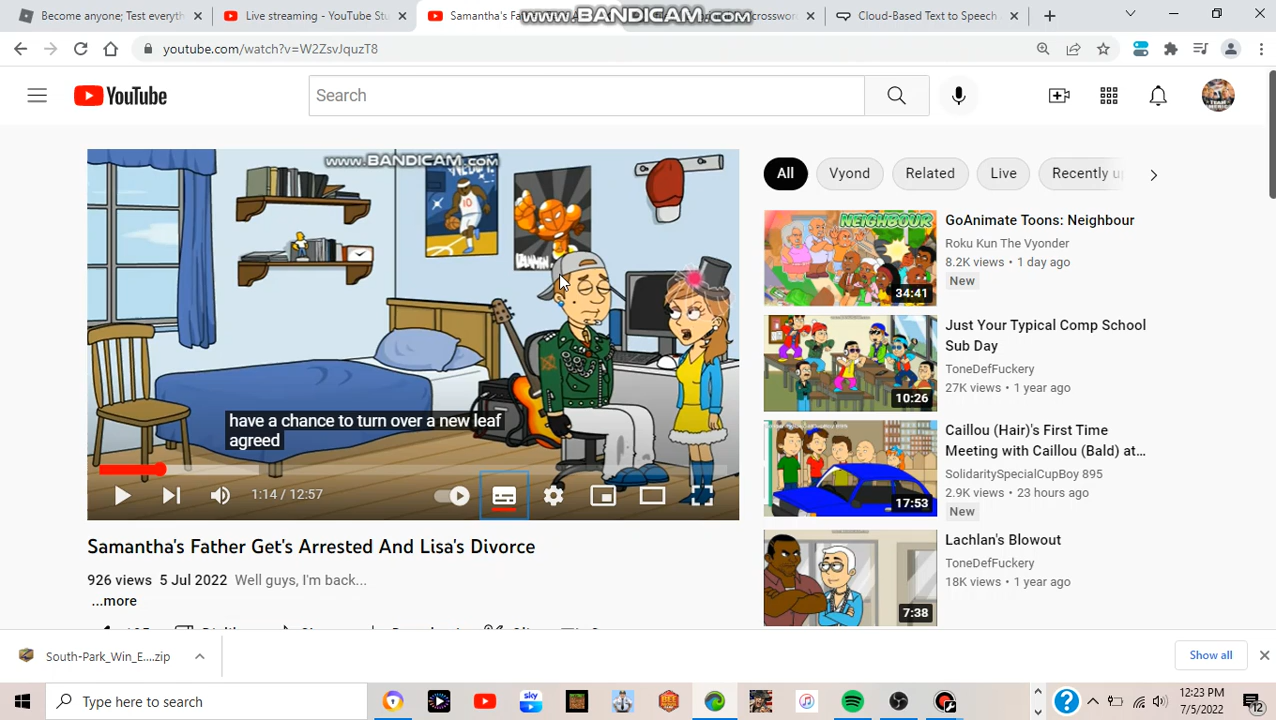 Become anyone; Test everyth
Live streaming - YouTube Stu
Samantha's Fa
www.BANDICAM.com
crosswor
Cloud-Based Text to Speech
youtube.com/watch?v=W2ZsvJquzT8
YouTube
Search
www.BANDICAM.com
10
have a chance to turn over a new leaf
agreed
1:14 / 12:57
Samantha's Father Get's Arrested And Lisa's Divorce
926 views 5 Jul 2022 Well guys, I'm back...
...more
All
Vyond
Related
Live
Recently u
NEIGHBOUR
34:41
GoAnimate Toons: Neighbour
Roku Kun The Vyonder
8.2K views • 1 day ago
New
10:26
Just Your Typical Comp School
Sub Day
ToneDefFuckery
27K views • 1 year ago
17:53
Caillou (Hair)'s First Time
Meeting with Caillou (Bald) at...
SolidaritySpecialCupBoy 895
2.9K views • 23 hours ago
New
7:38
Lachlan's Blowout
ToneDefFuckery
18K views • 1 year ago
South-Park_Win_E....zip
Show all
Type here to search
sky
12:23 PM
7/5/2022
12